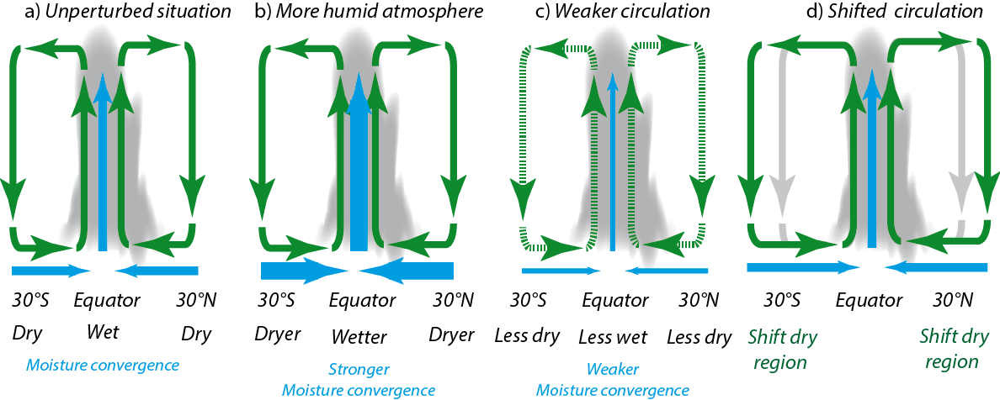 a) Unperturbed situation
b) More humid atmosphere
c) Weaker circulation
d) Shifted circulation
30°S Equator 30°N
Dry Wet Dry
Moisture convergence
30°S Equator 30°N
Dryer Wetter Dryer
Stronger
Moisture convergence
30°S Equator 30°N
Less dry Less wet Less dry
Weaker
Moisture convergence
30°S Equator 30°N
Shift dry
region
Shift dry
region